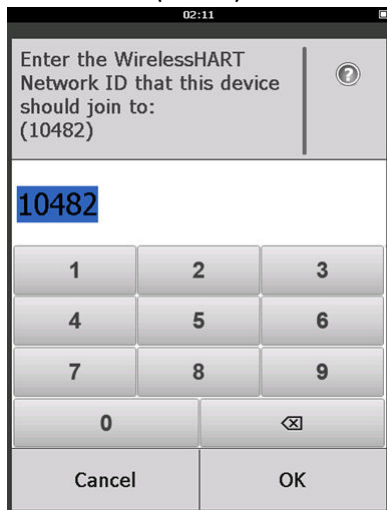 02:11
Enter the WirelessHART
Network ID that this device
should join to:
(10482)
?
10482
1 2 3
4 5 6
7 8 9
0
Cancel OK